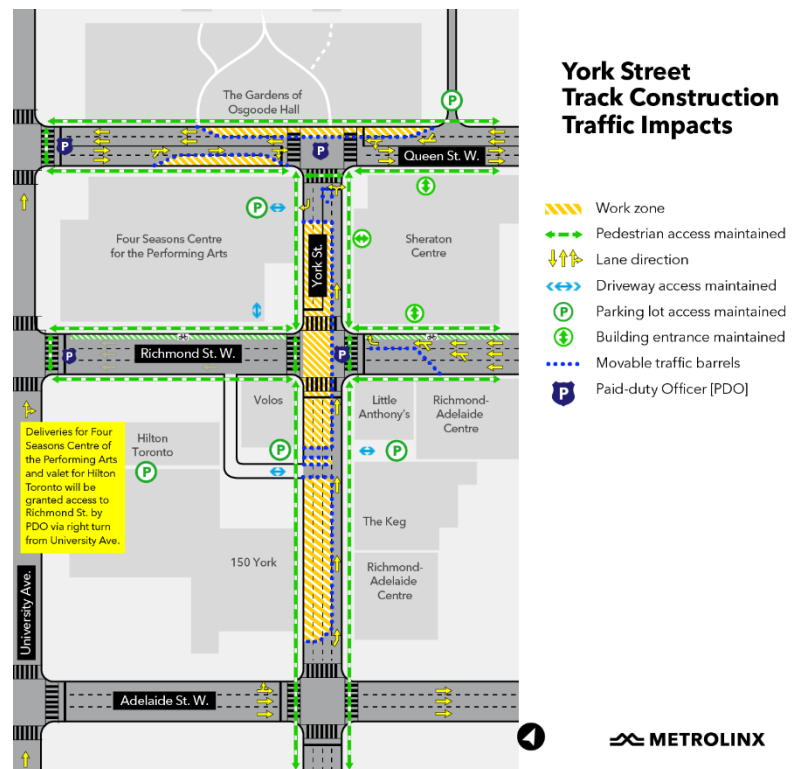 York Street
Track Construction
Traffic Impacts
Work zone
Pedestrian access maintained
Lane direction
Driveway access maintained
P
Parking lot access maintained
Building entrance maintained
Movable traffic barrels
P
Paid-duty Officer [PDO]
The Gardens of
Osgoode Hall
P
P
P
Queen St. W.
P
Four Seasons Centre
for the Performing Arts
York St.
Sheraton
Centre
P
Richmond St. W.
P
Volos
Little
Anthony's
Richmond-
Adelaide
Centre
Deliveries for Four
Seasons Centre of
the Performing Arts
and valet for Hilton
Toronto will be
granted access to
Richmond St. by
PDO via right turn
from University Ave.
Hilton
Toronto
P
P
P
The Keg
150 York
Richmond-
Adelaide
Centre
University Ave.
Adelaide St. W.
METROLINX